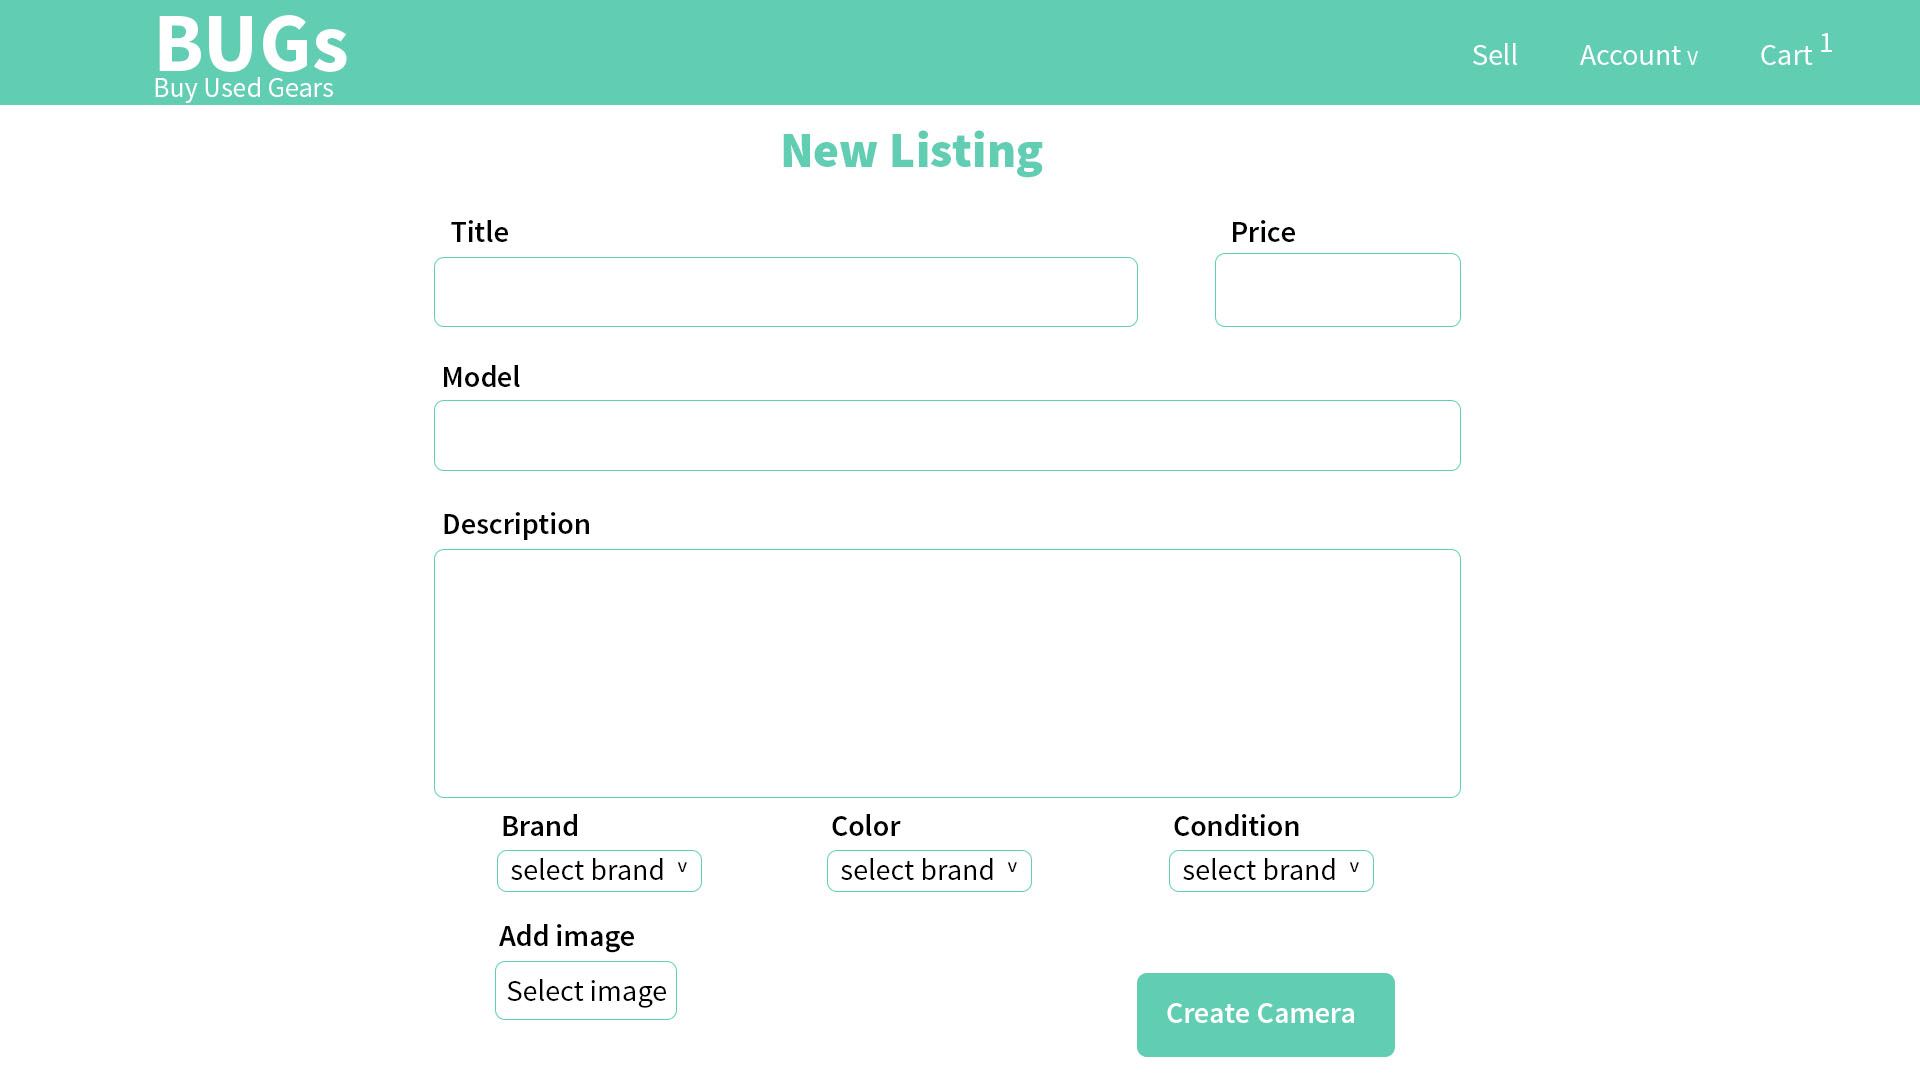 BUGs
Buy Used Gears
Sell Account v Cart 1
New Listing
Title Price
Model
Description
Brand Color Condition
select brand v select brand v select brand v
Add image
Select image
Create Camera